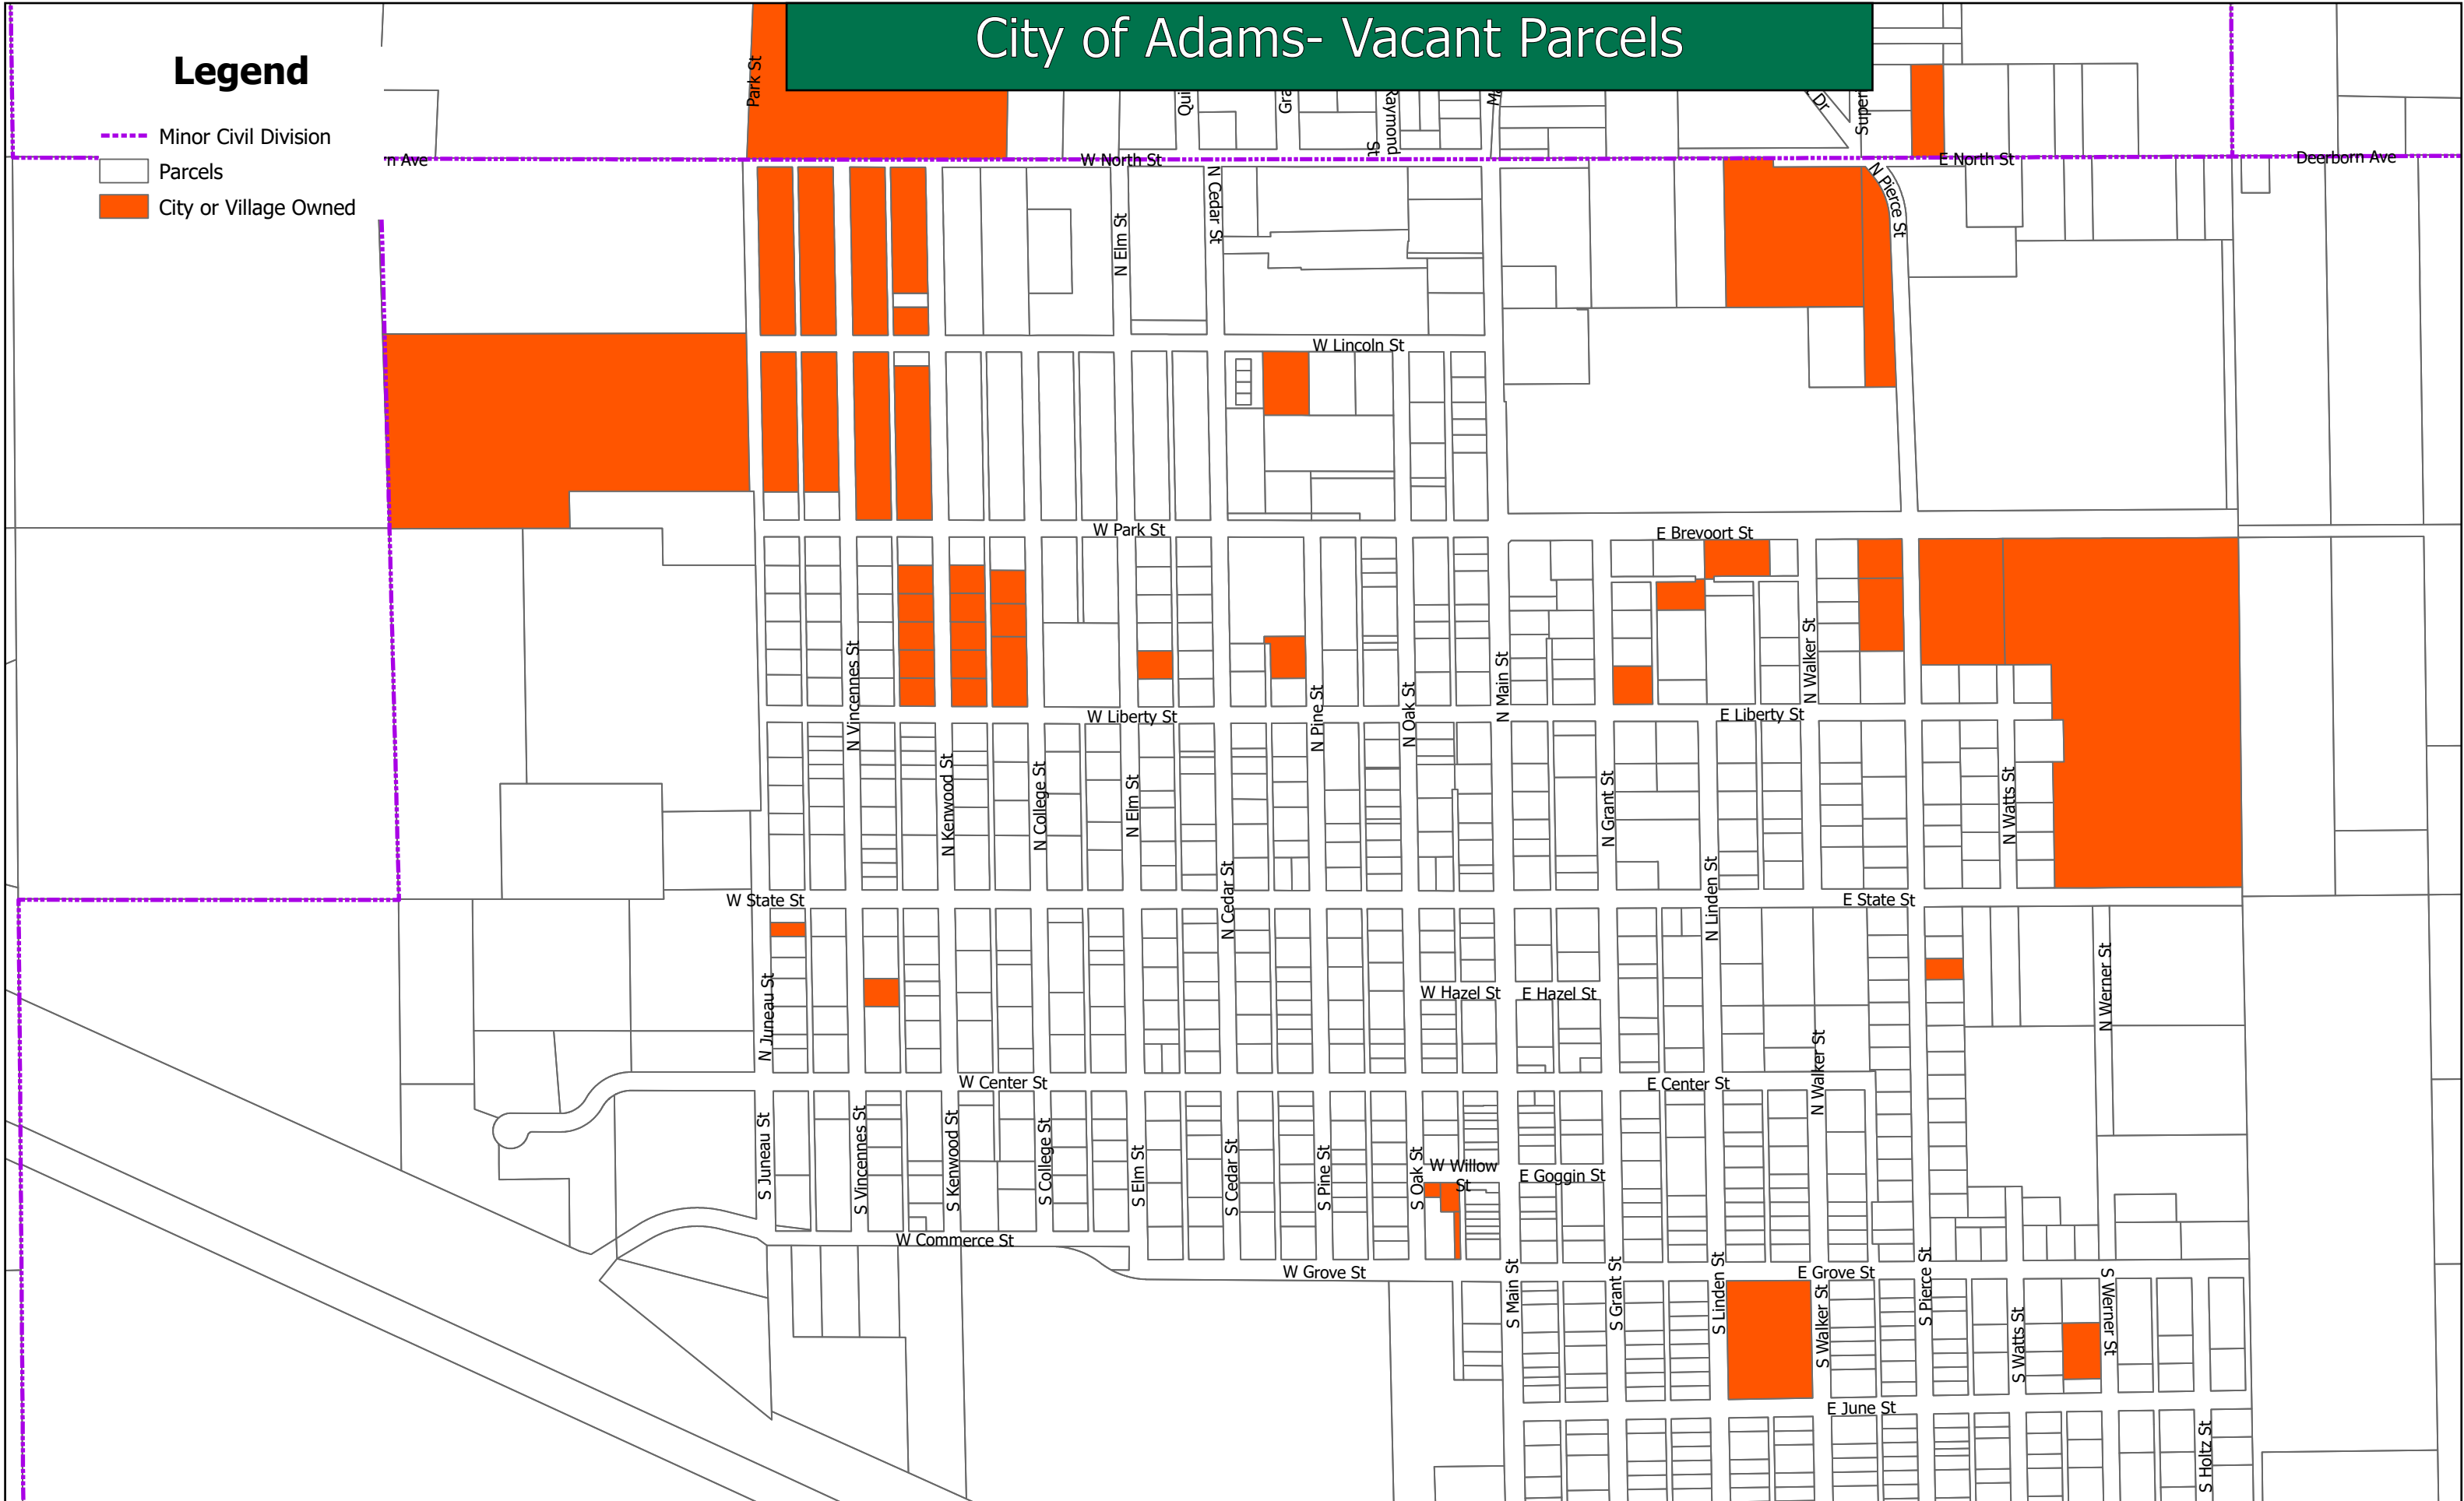 City of Adams- Vacant Parcels
Legend
Minor Civil Division
Parcels
City or Village Owned
Park St
Raymond
St
Dr
n Ave
W North St
E North St
Deerborn Ave
N Elm St
N Cedar St
N Pierce St
W Lincoln St
W Park St
E Brevoort St
N Vincennes St
W Liberty St
N Pine St
N Oak St
N Main St
E Liberty St
N Walker St
N Kenwood St
N College St
N Elm St
N Grant St
N Watts St
W State St
N Cedar St
N Linden St
E State St
N Juneau St
W Hazel St
E Hazel St
N Werner St
W Center St
E Center St
N Walker St
S Juneau St
S Vincennes St
S Kenwood St
S College St
S Elm St
S Cedar St
S Pine St
S Oak St
W Willow
St
E Goggin St
W Commerce St
W Grove St
S Main St
S Grant St
S Linden St
E Grove St
S Walker St
S Pierce St
S Watts St
S Werner St
E June St
S Holtz St